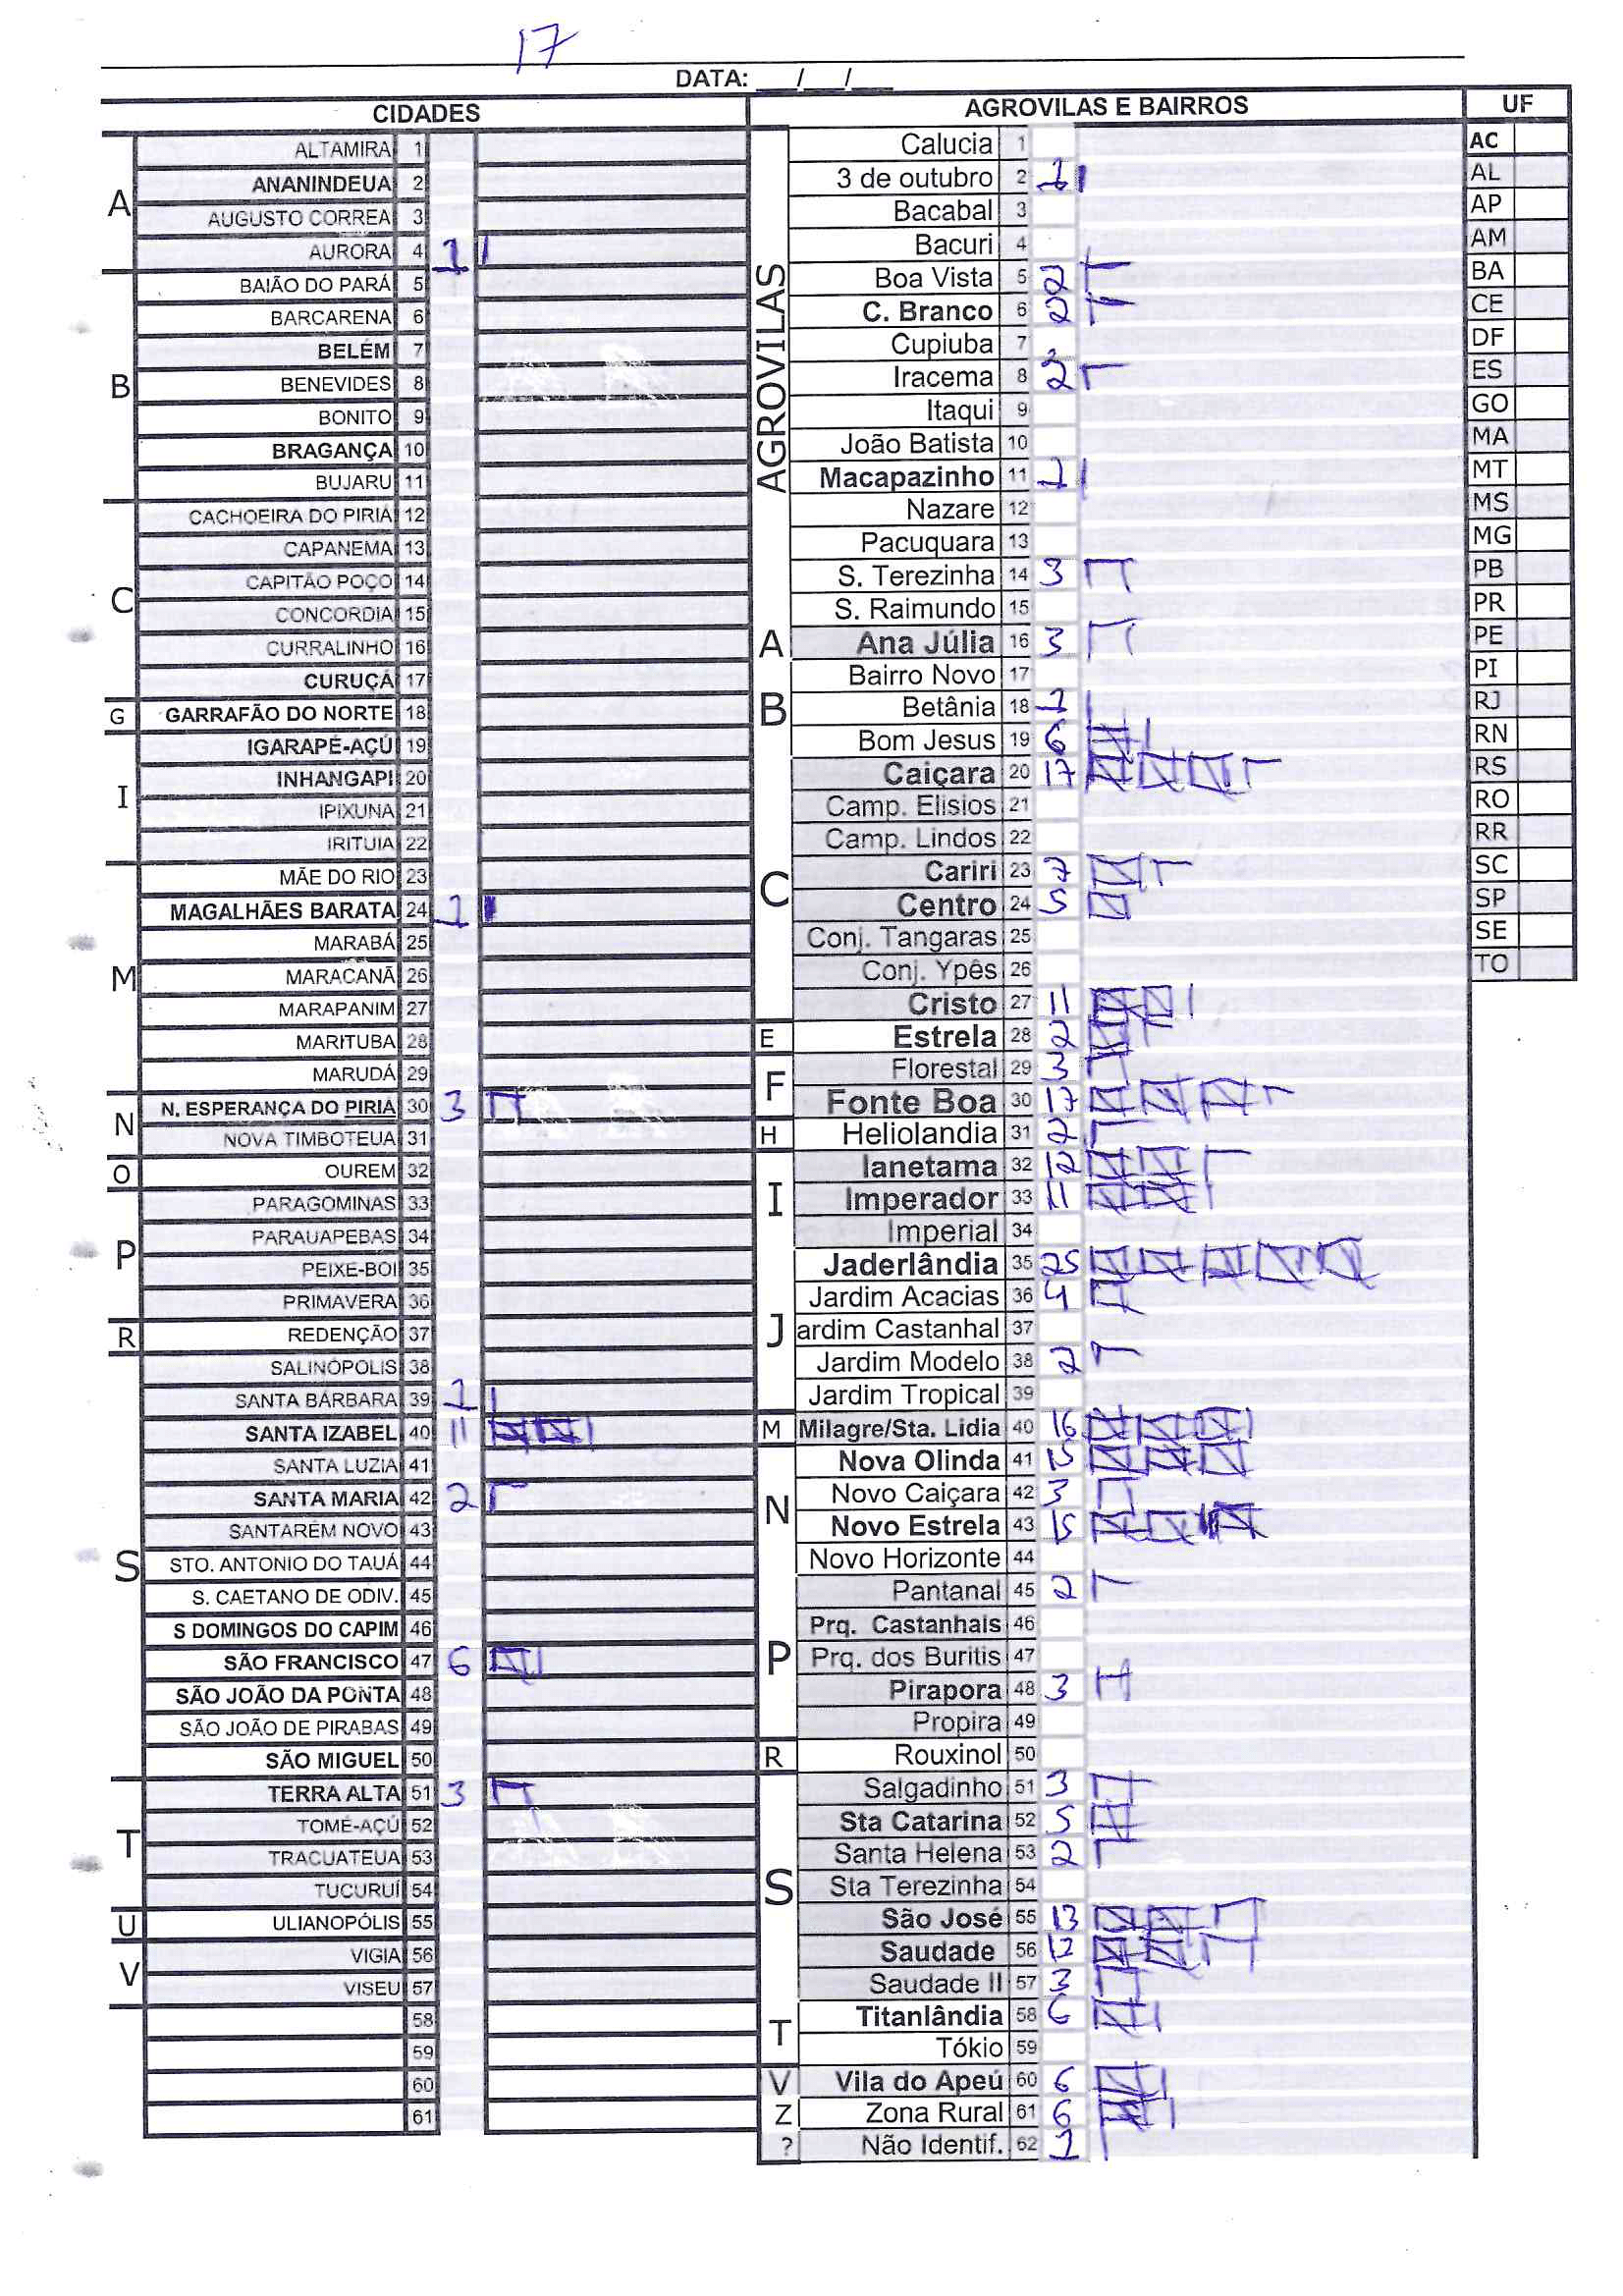 17
DATA: __/__/__
CIDADES
A
ALTAMIRA 1
ANANINDEUA 2
AUGUSTO CORREA 3
AURORA 4 1
B
BAIÃO DO PARÁ 5
BARCARENA 6
BELÉM 7
BENEVIDES 8
BONITO 9
BRAGANÇA 10
BUJARU 11
C
CACHOEIRA DO PIRIÁ 12
CAPANEMA 13
CAPITÃO POÇO 14
CONCORDIA 15
CURRALINHO 16
CURUÇÁ 17
G
GARRAFÃO DO NORTE 18
I
IGARAPÉ-AÇÚ 19
INHANGAPI 20
IPIXUNA 21
IRITUIA 22
M
MÃE DO RIO 23
MAGALHÃES BARATA 24 1
MARABÁ 25
MARACANÃ 26
MARAPANIM 27
MARITUBA 28
MARUDÁ 29
N
N. ESPERANÇA DO PIRIA 30 3
NOVA TIMBOTEUA 31
O
OUREM 32
P
PARAGOMINAS 33
PARAUAPEBAS 34
PEIXE-BOI 35
PRIMAVERA 36
R
REDENÇÃO 37
S
SALINÓPOLIS 38
SANTA BÁRBARA 39 1
SANTA IZABEL 40 11
SANTA LUZIA 41
SANTA MARIA 42 2
SANTARÉM NOVO 43
STO. ANTONIO DO TAUÁ 44
S. CAETANO DE ODIV. 45
S DOMINGOS DO CAPIM 46
SÃO FRANCISCO 47 6
SÃO JOÃO DA PONTA 48
SÃO JOÃO DE PIRABAS 49
SÃO MIGUEL 50
T
TERRA ALTA 51 3
TOMÉ-AÇÚ 52
TRACUATEUA 53
TUCURUÍ 54
U
ULIANOPÓLIS 55
V
VIGIA 56
VISEU 57
58
59
60
61
AGROVILAS E BAIRROS
AGROVILAS
Calucia 1
3 de outubro 2 1
Bacabal 3
Bacuri 4
Boa Vista 5 2
C. Branco 6 2
Cupiuba 7
Iracema 8 2
Itaqui 9
João Batista 10
Macapazinho 11 1
Nazare 12
Pacuquara 13
S. Terezinha 14 3
S. Raimundo 15
A
Ana Júlia 16 3
B
Bairro Novo 17
Betânia 18 1
Bom Jesus 19 6
C
Caiçara 20 17
Camp. Elisios 21
Camp. Lindos 22
Cariri 23 7
Centro 24 5
Conj. Tangaras 25
Conj. Ypês 26
Cristo 27 11
E
Estrela 28 2
F
Florestal 29 3
Fonte Boa 30 17
H
Heliolandia 31 2
I
Ianetama 32 12
Imperador 33 11
Imperial 34
J
Jaderlândia 35 25
Jardim Acacias 36 4
ardim Castanhal 37
Jardim Modelo 38 2
Jardim Tropical 39
M
Milagre/Sta. Lidia 40 16
N
Nova Olinda 41 15
Novo Caiçara 42 3
Novo Estrela 43 15
Novo Horizonte 44
P
Pantanal 45 2
Prq. Castanhais 46
Prq. dos Buritis 47
Pirapora 48 3
Propira 49
R
Rouxinol 50
S
Salgadinho 51 3
Sta Catarina 52 5
Santa Helena 53 2
Sta Terezinha 54
São José 55 13
Saudade 56 12
Saudade II 57 3
T
Titanlândia 58 6
Tókio 59
V
Vila do Apeú 60 6
Z
Zona Rural 61 6
?
Não Identif. 62 1
UF
AC
AL
AP
AM
BA
CE
DF
ES
GO
MA
MT
MS
MG
PB
PR
PE
PI
RJ
RN
RS
RO
RR
SC
SP
SE
TO